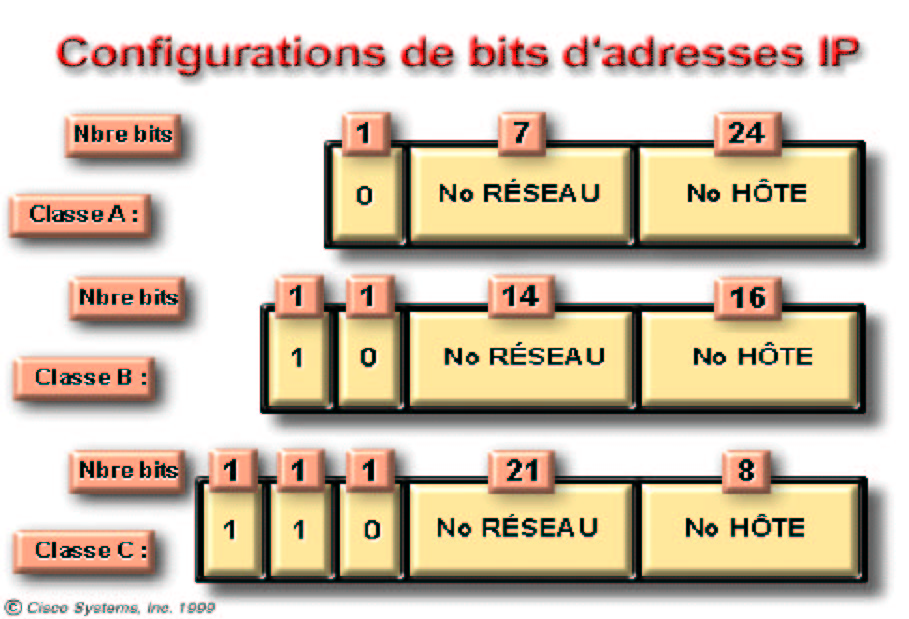 Configurations de bits d'adresses IP
Nbre bits
1 7 24
0 No RÉSEAU No HÔTE
Classe A :
Nbre bits
1 1 14 16
1 0 No RÉSEAU No HÔTE
Classe B :
Nbre bits
1 1 1 21 8
1 1 0 No RÉSEAU No HÔTE
Classe C :
© Cisco Systems, Inc. 1999